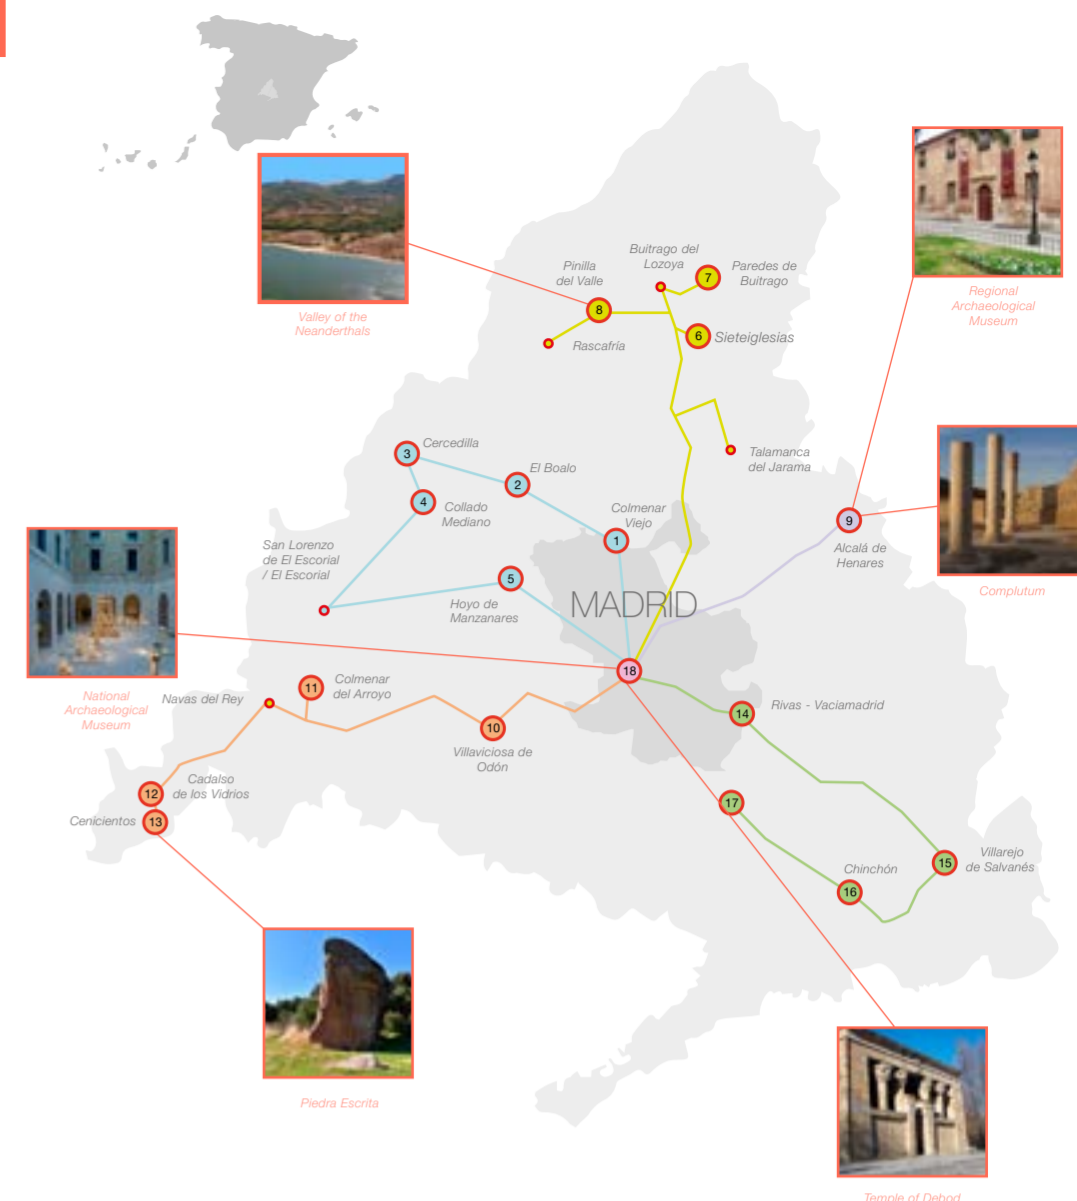 Buitrago del
Lozoya
7
Paredes de
Buitrago
Pinilla
del Valle
8
Rascafría
6
Sieteiglesias
Valley of the
Neanderthals
Regional
Archaeological
Museum
Talamanca
del Jarama
3
Cercedilla
2
El Boalo
4
Collado
Mediano
Colmenar
Viejo
1
9
Alcalá de
Henares
Complutum
San Lorenzo
de El Escorial
/ El Escorial
5
Hoyo de
Manzanares
MADRID
18
National
Archaeological
Museum
Navas del Rey
11
Colmenar
del Arroyo
10
Villaviciosa de
Odón
14
Rivas - Vaciamadrid
12
Cadalso
de los Vidrios
Cenicientos
13
17
Chinchón
16
15
Villarejo
de Salvanés
Piedra Escrita
Temple of Debod